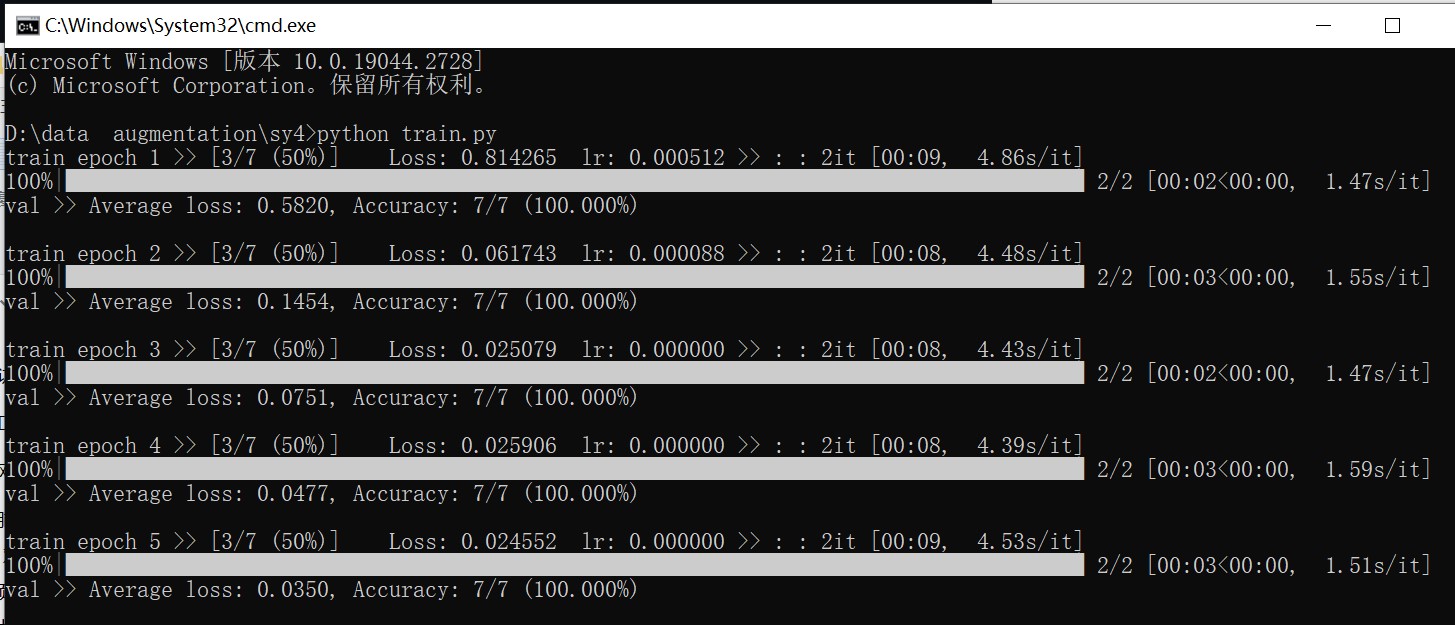 C:\Windows\System32\cmd.exe
Microsoft Windows [版本 10.0.19044.2728]
(c) Microsoft Corporation。保留所有权利。
D:\data  augmentation\sy4>python train.py
train epoch 1 >> [3/7 (50%)]    Loss: 0.814265  lr: 0.000512 >> : : 2it [00:09,  4.86s/it]
100%| 2/2 [00:02<00:00,  1.47s/it]
val >> Average loss: 0.5820, Accuracy: 7/7 (100.000%)
train epoch 2 >> [3/7 (50%)]    Loss: 0.061743  lr: 0.000088 >> : : 2it [00:08,  4.48s/it]
100%| 2/2 [00:03<00:00,  1.55s/it]
val >> Average loss: 0.1454, Accuracy: 7/7 (100.000%)
train epoch 3 >> [3/7 (50%)]    Loss: 0.025079  lr: 0.000000 >> : : 2it [00:08,  4.43s/it]
100%| 2/2 [00:02<00:00,  1.47s/it]
val >> Average loss: 0.0751, Accuracy: 7/7 (100.000%)
train epoch 4 >> [3/7 (50%)]    Loss: 0.025906  lr: 0.000000 >> : : 2it [00:08,  4.39s/it]
100%| 2/2 [00:03<00:00,  1.59s/it]
val >> Average loss: 0.0477, Accuracy: 7/7 (100.000%)
train epoch 5 >> [3/7 (50%)]    Loss: 0.024552  lr: 0.000000 >> : : 2it [00:09,  4.53s/it]
100%| 2/2 [00:03<00:00,  1.51s/it]
val >> Average loss: 0.0350, Accuracy: 7/7 (100.000%)